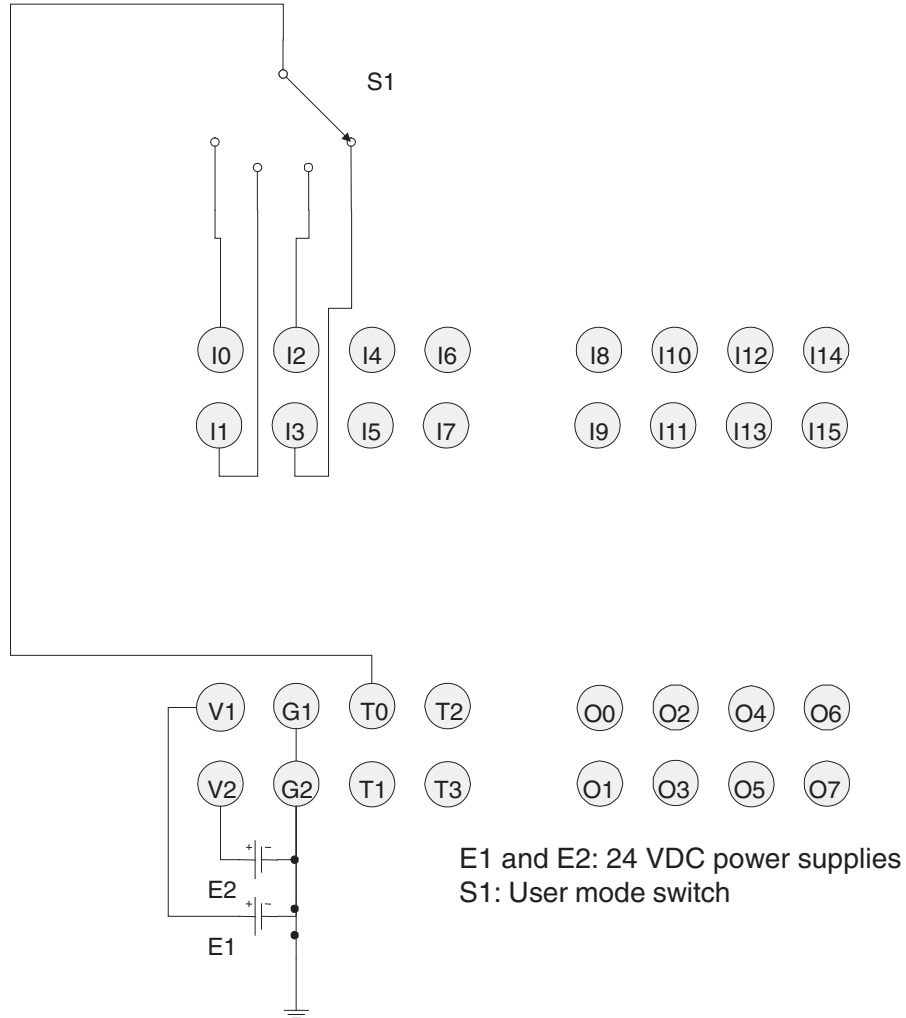 S1
I0 I2 I4 I6 I8 I10 I12 I14
I1 I3 I5 I7 I9 I11 I13 I15
V1 G1 T0 T2 O0 O2 O4 O6
V2 G2 T1 T3 O1 O3 O5 O7
+ -
E2
+ -
E1
E1 and E2: 24 VDC power supplies
S1: User mode switch